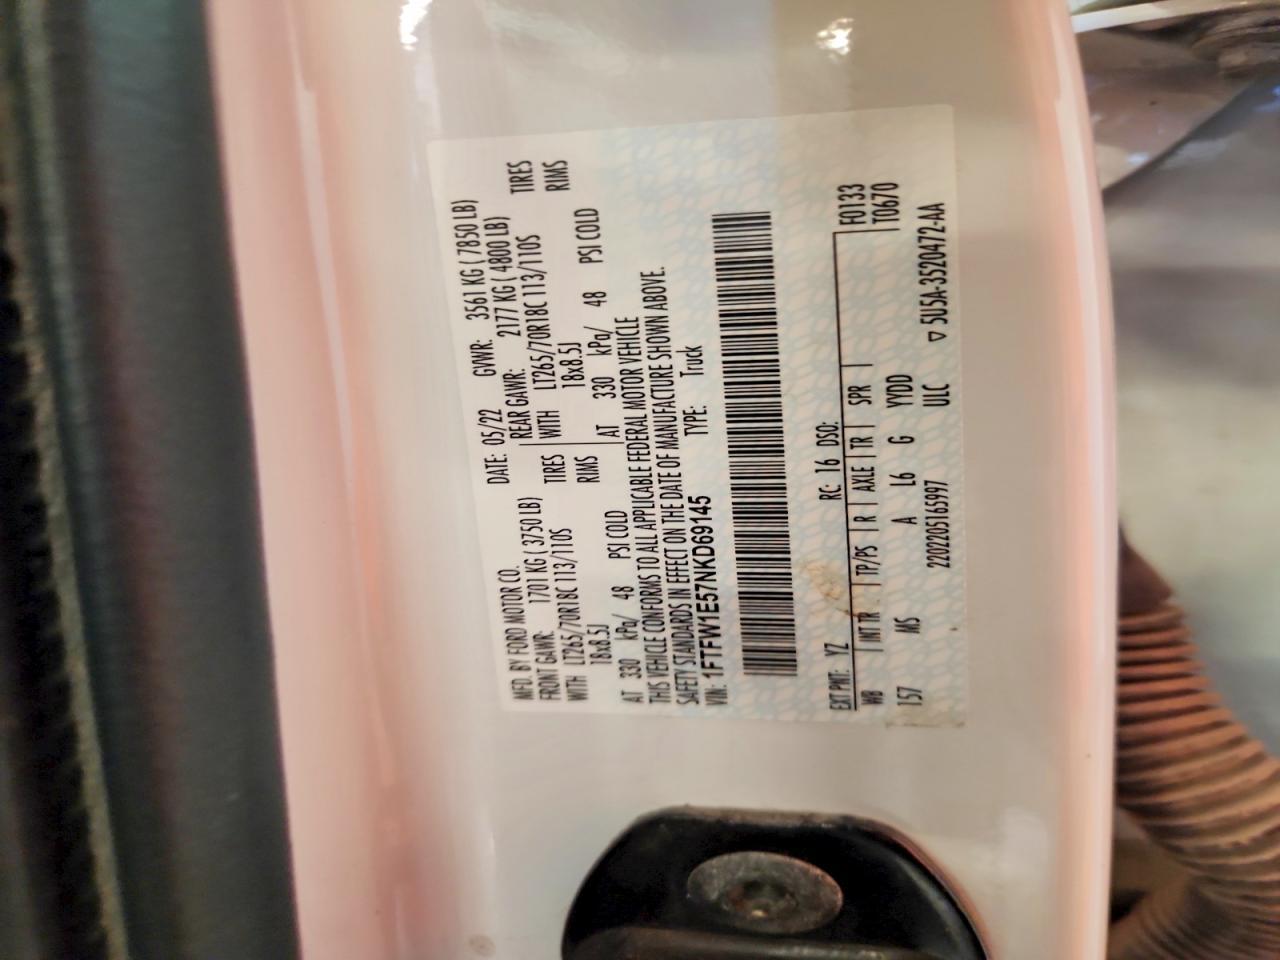 MFD. BY FORD MOTOR CO. DATE: 05/22 GVWR: 3561 KG ( 7850 LB)
FRONT GAWR: 1701 KG ( 3750 LB) REAR GAWR: 2177 KG ( 4800 LB)
WITH LT265/70R18C 113/110S TIRES WITH LT265/70R18C 113/110S TIRES
18x8.5J RIMS 18x8.5J RIMS
AT 330 kPa/ 48 PSI COLD AT 330 kPa/ 48 PSI COLD
THIS VEHICLE CONFORMS TO ALL APPLICABLE FEDERAL MOTOR VEHICLE
SAFETY STANDARDS IN EFFECT ON THE DATE OF MANUFACTURE SHOWN ABOVE.
VIN: 1FTFW1E57NKD69145 TYPE: Truck
EXT PNT: YZ RC: 16 DSO: F0133
WB INT TR TP/PS R AXLE TR SPR T0670
157 MS A L6 G YYDD
220220516S997 ULC ▽ 5U5A-3520472-AA